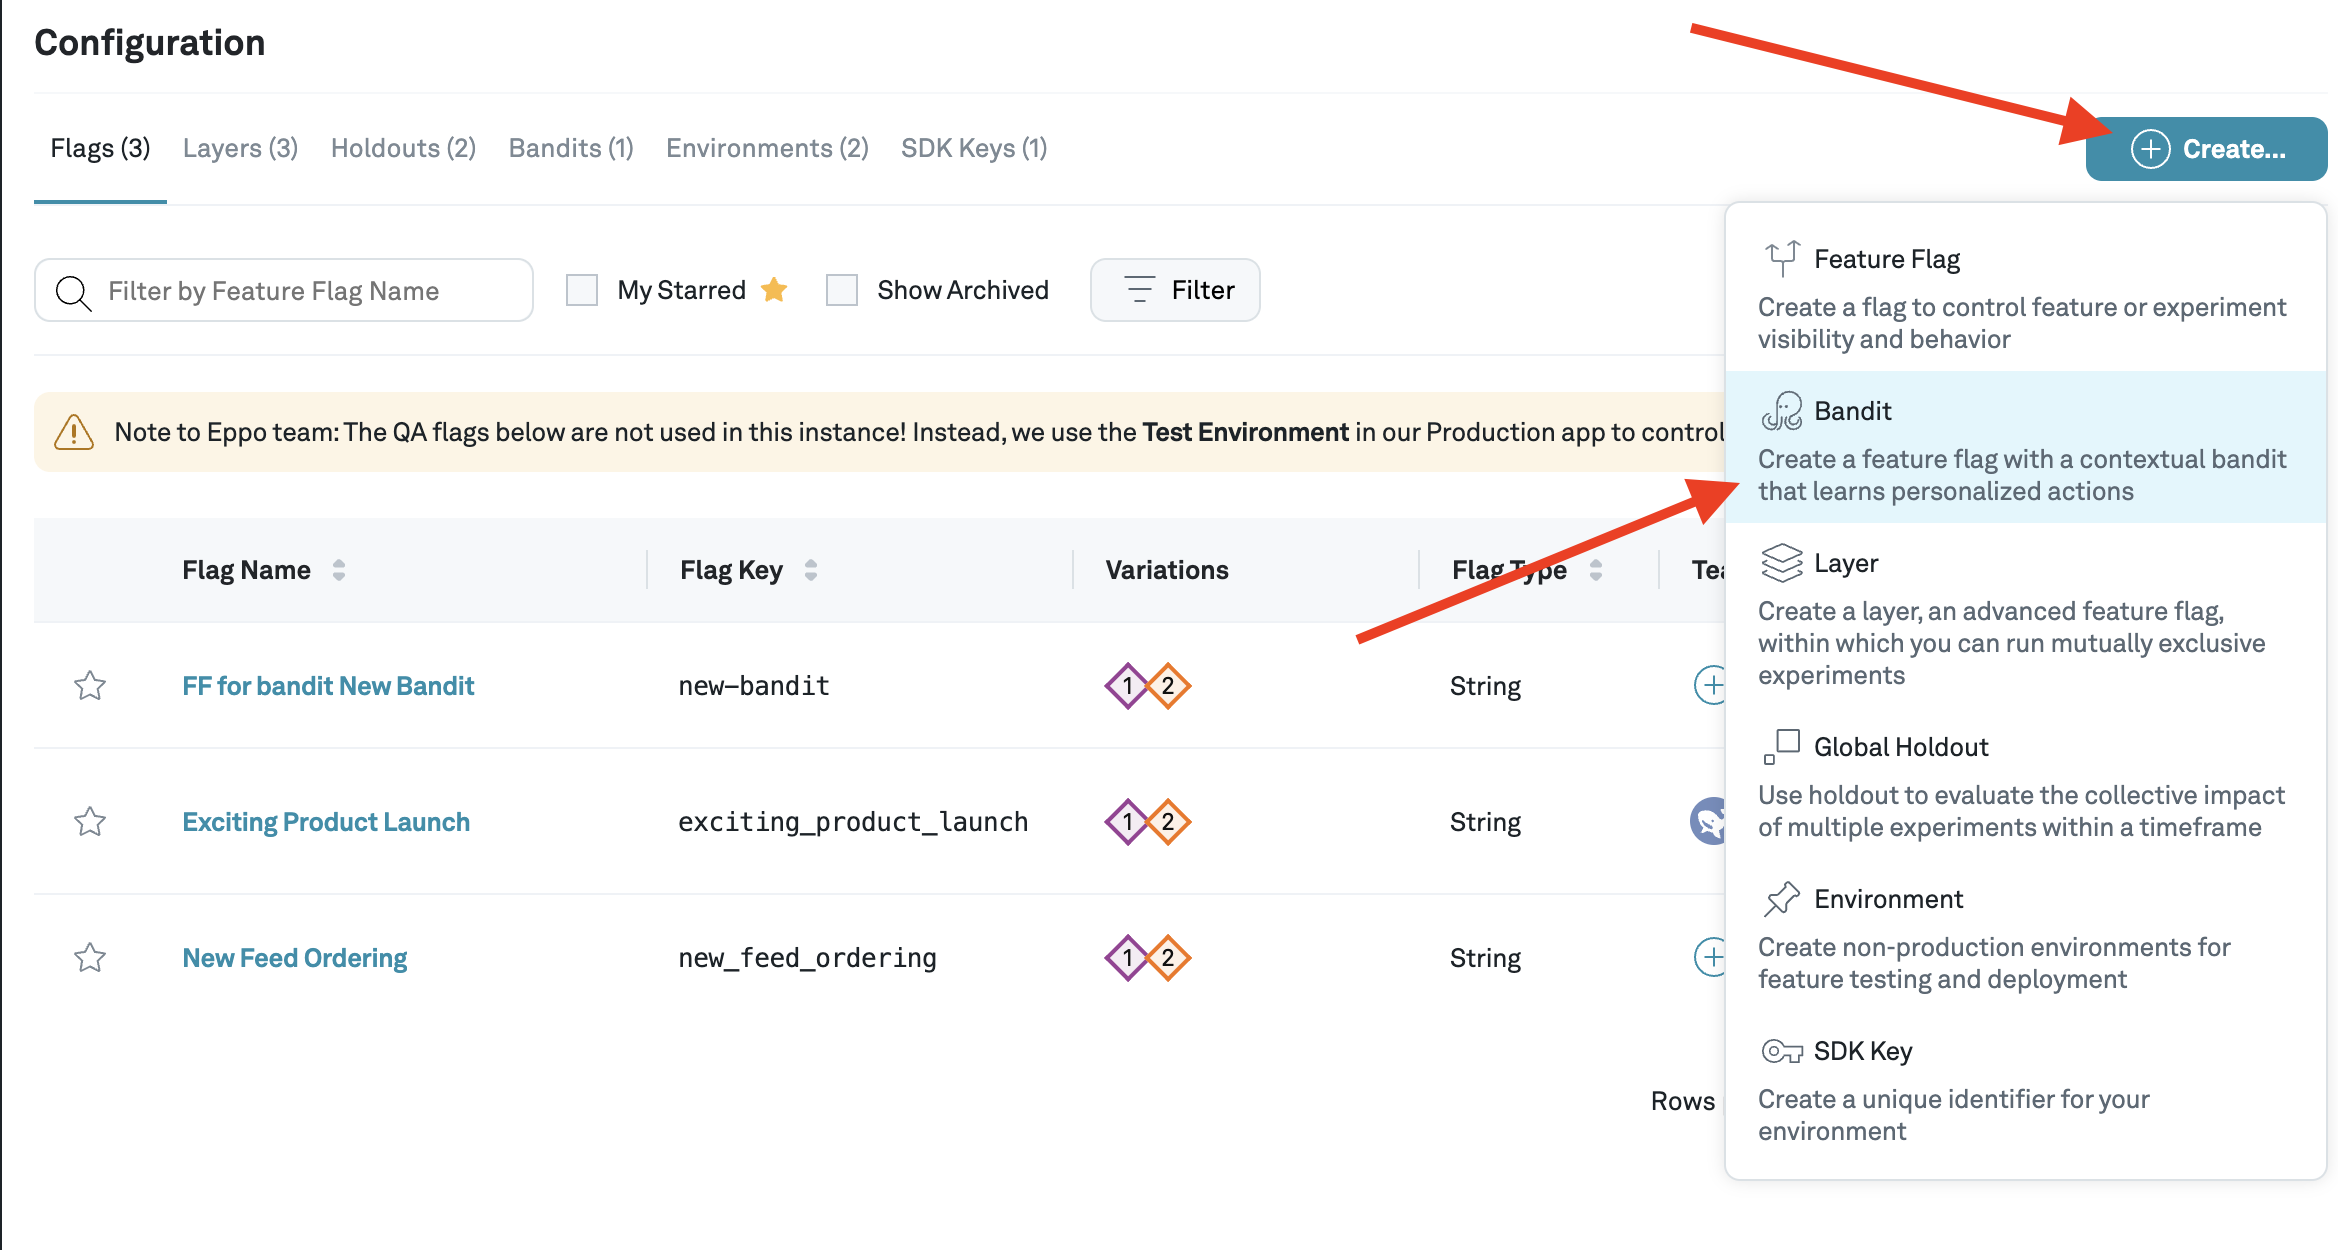 Configuration
Flags (3) Layers (3) Holdouts (2) Bandits (1) Environments (2) SDK Keys (1)
Create...
Filter by Feature Flag Name My Starred Show Archived Filter
Note to Eppo team: The QA flags below are not used in this instance! Instead, we use the Test Environment in our Production app to control
Flag Name Flag Key Variations Flag Type
FF for bandit New Bandit new-bandit 1 2 String
Exciting Product Launch exciting_product_launch 1 2 String
New Feed Ordering new_feed_ordering 1 2 String
Rows
Feature Flag
Create a flag to control feature or experiment
visibility and behavior
Bandit
Create a feature flag with a contextual bandit
that learns personalized actions
Layer
Create a layer, an advanced feature flag,
within which you can run mutually exclusive
experiments
Global Holdout
Use holdout to evaluate the collective impact
of multiple experiments within a timeframe
Environment
Create non-production environments for
feature testing and deployment
SDK Key
Create a unique identifier for your
environment